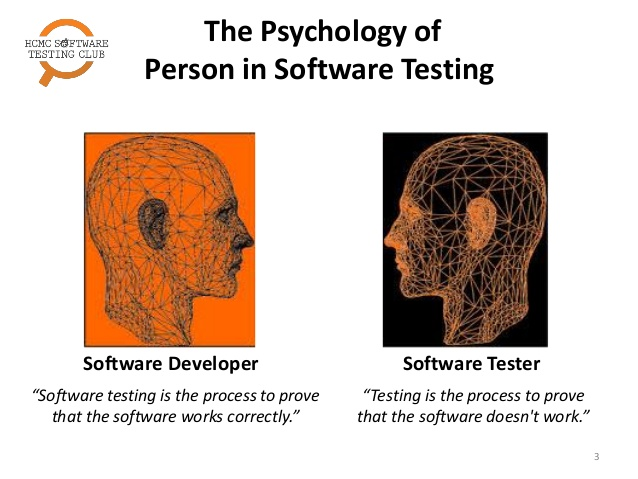 HCMC SOFTWARE
TESTING CLUB
The Psychology of
Person in Software Testing
Software Developer
“Software testing is the process to prove
that the software works correctly.”
Software Tester
“Testing is the process to prove
that the software doesn't work.”
3